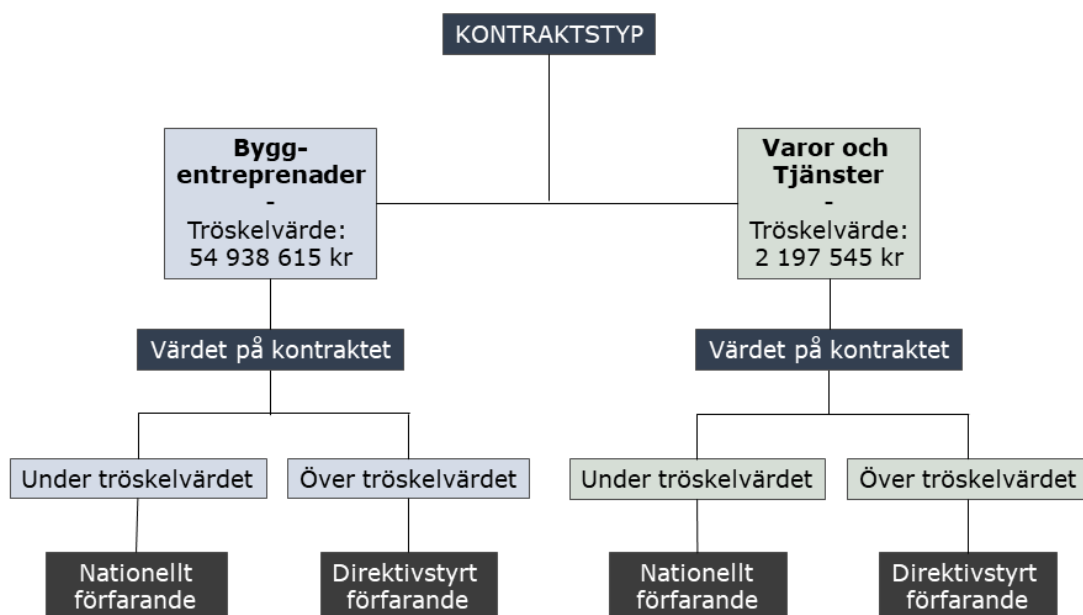 KONTRAKTSTYP
Bygg-
entreprenader
-
Tröskelvärde:
54 938 615 kr
Varor och
Tjänster
-
Tröskelvärde:
2 197 545 kr
Värdet på kontraktet
Värdet på kontraktet
Under tröskelvärdet
Över tröskelvärdet
Under tröskelvärdet
Över tröskelvärdet
Nationellt
förfarande
Direktivstyrt
förfarande
Nationellt
förfarande
Direktivstyrt
förfarande